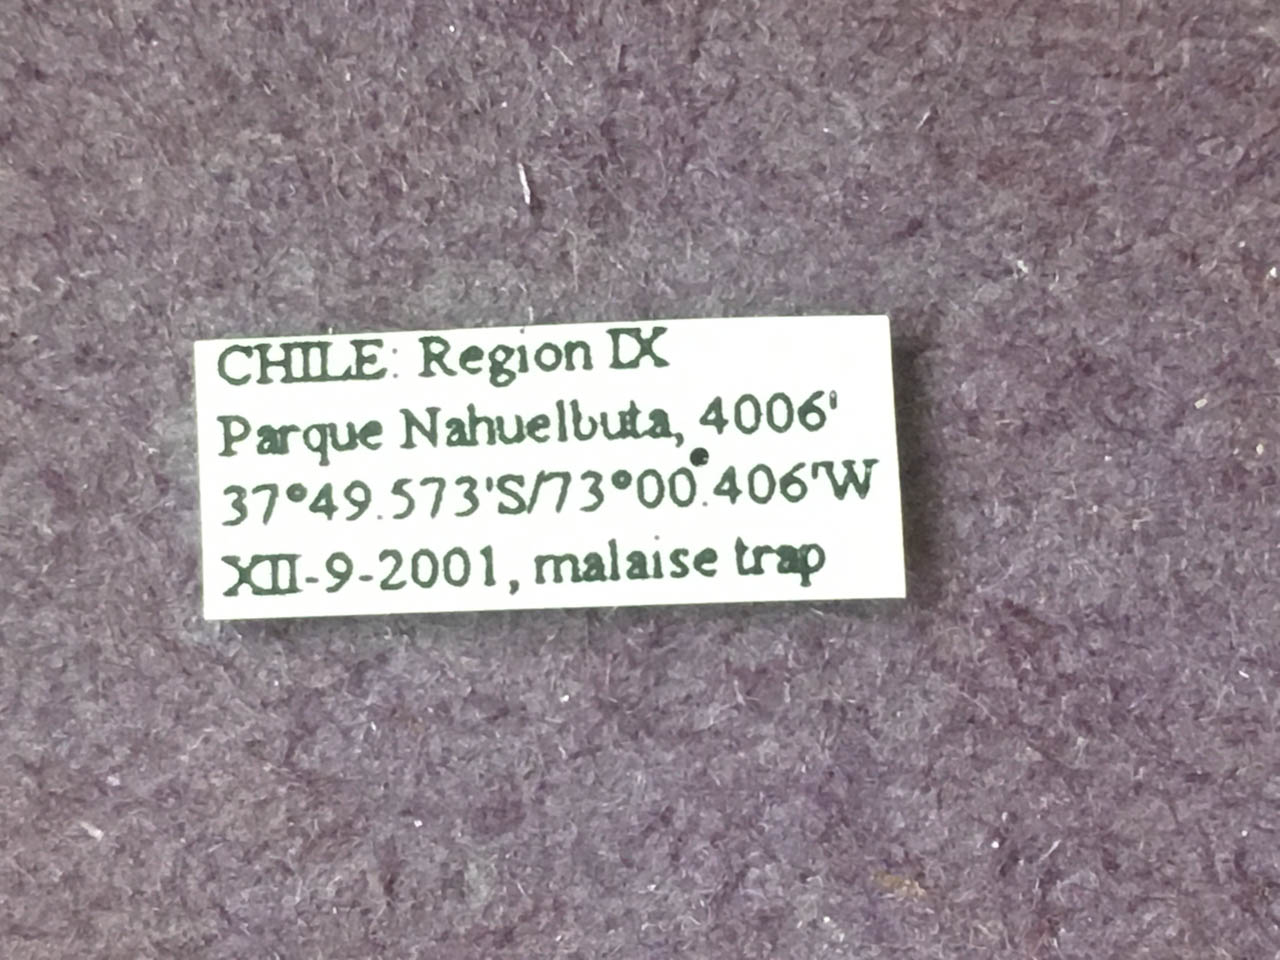 CHILE: Region IX
Parque Nahuelbuta, 4006'
37°49.573'S/73°00.406'W
XII-9-2001, malaise trap